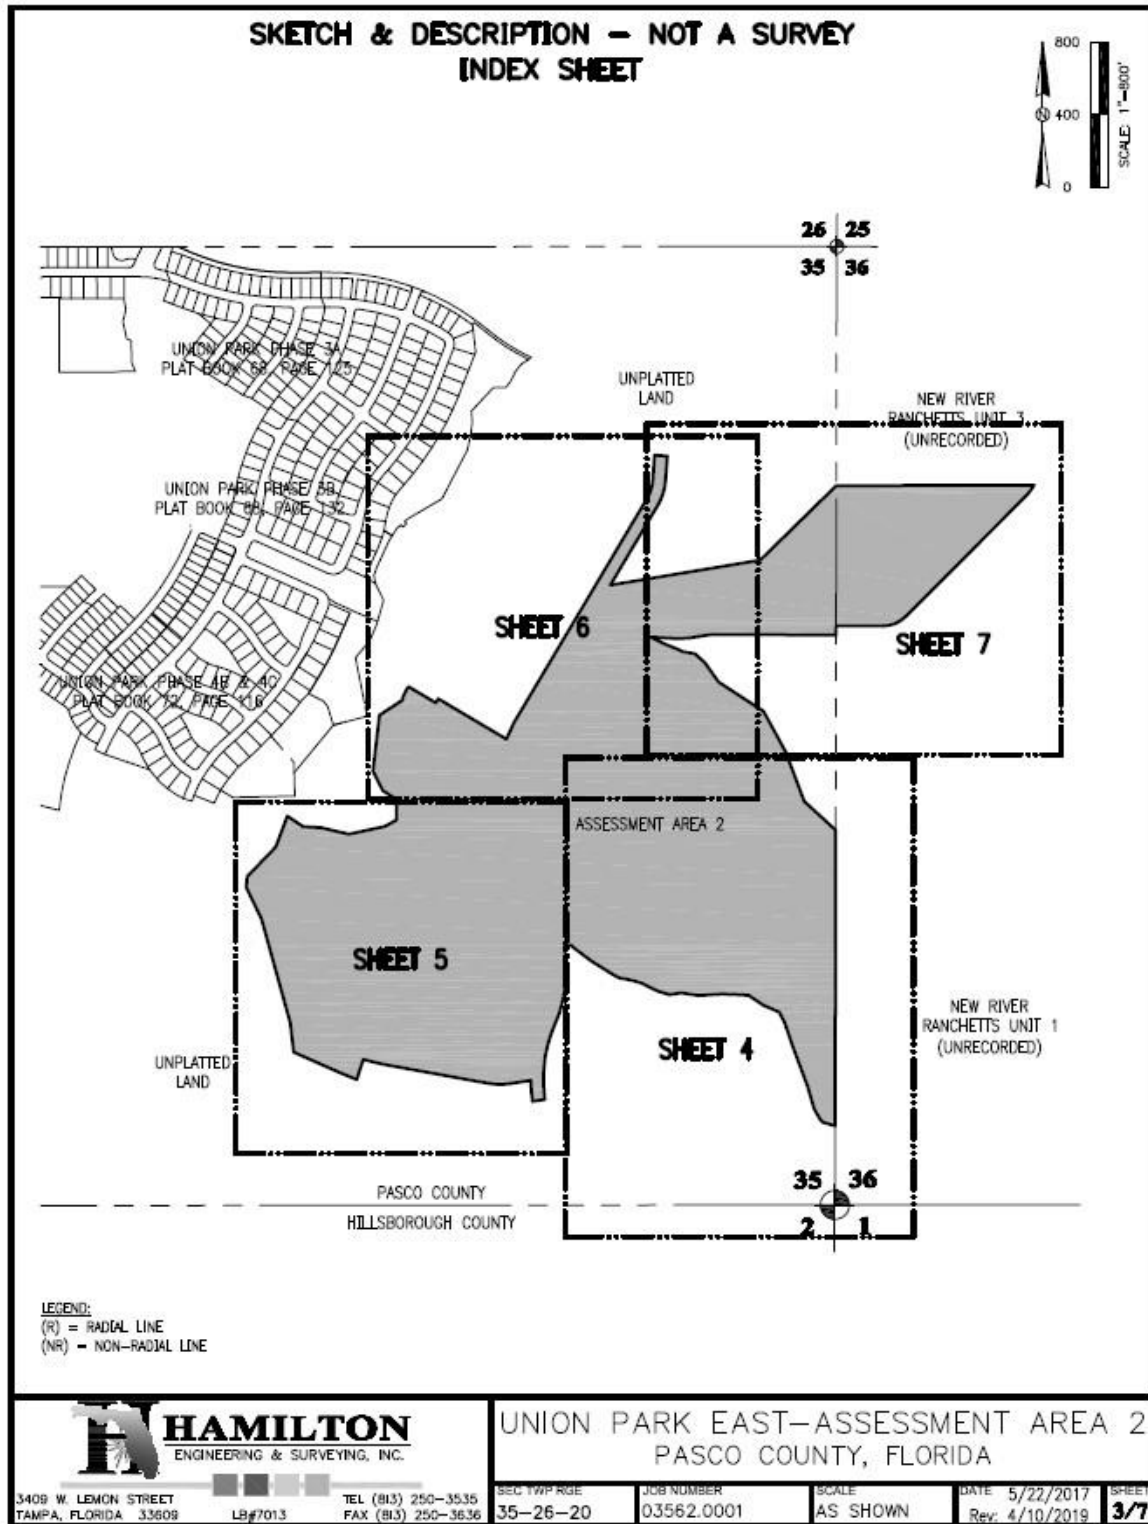 SKETCH & DESCRIPTION – NOT A SURVEY
INDEX SHEET
800
400
0
N
SCALE: 1"=800'
26 25
35 36
UNION PARK PHASE 3A
PLAT BOOK 68, PAGE 125
UNPLATTED
LAND
NEW RIVER
RANCHETTS UNIT 3
(UNRECORDED)
UNION PARK PHASE 3B
PLAT BOOK 68, PAGE 132
SHEET 6
SHEET 7
UNION PARK PHASE 4B & 4C
PLAT BOOK 72, PAGE 116
ASSESSMENT AREA 2
SHEET 5
NEW RIVER
RANCHETTS UNIT 1
(UNRECORDED)
SHEET 4
UNPLATTED
LAND
35 36
2 1
PASCO COUNTY
HILLSBOROUGH COUNTY
LEGEND:
(R) = RADIAL LINE
(NR) = NON-RADIAL LINE
HAMILTON
ENGINEERING & SURVEYING, INC.
3409 W. LEMON STREET
TAMPA, FLORIDA 33609
LB#7013
TEL (813) 250-3535
FAX (813) 250-3636
UNION PARK EAST-ASSESSMENT AREA 2
PASCO COUNTY, FLORIDA
SEC TWP RGE
35-26-20
JOB NUMBER
03562.0001
SCALE
AS SHOWN
DATE 5/22/2017
Rev: 4/10/2019
SHEET
3/7